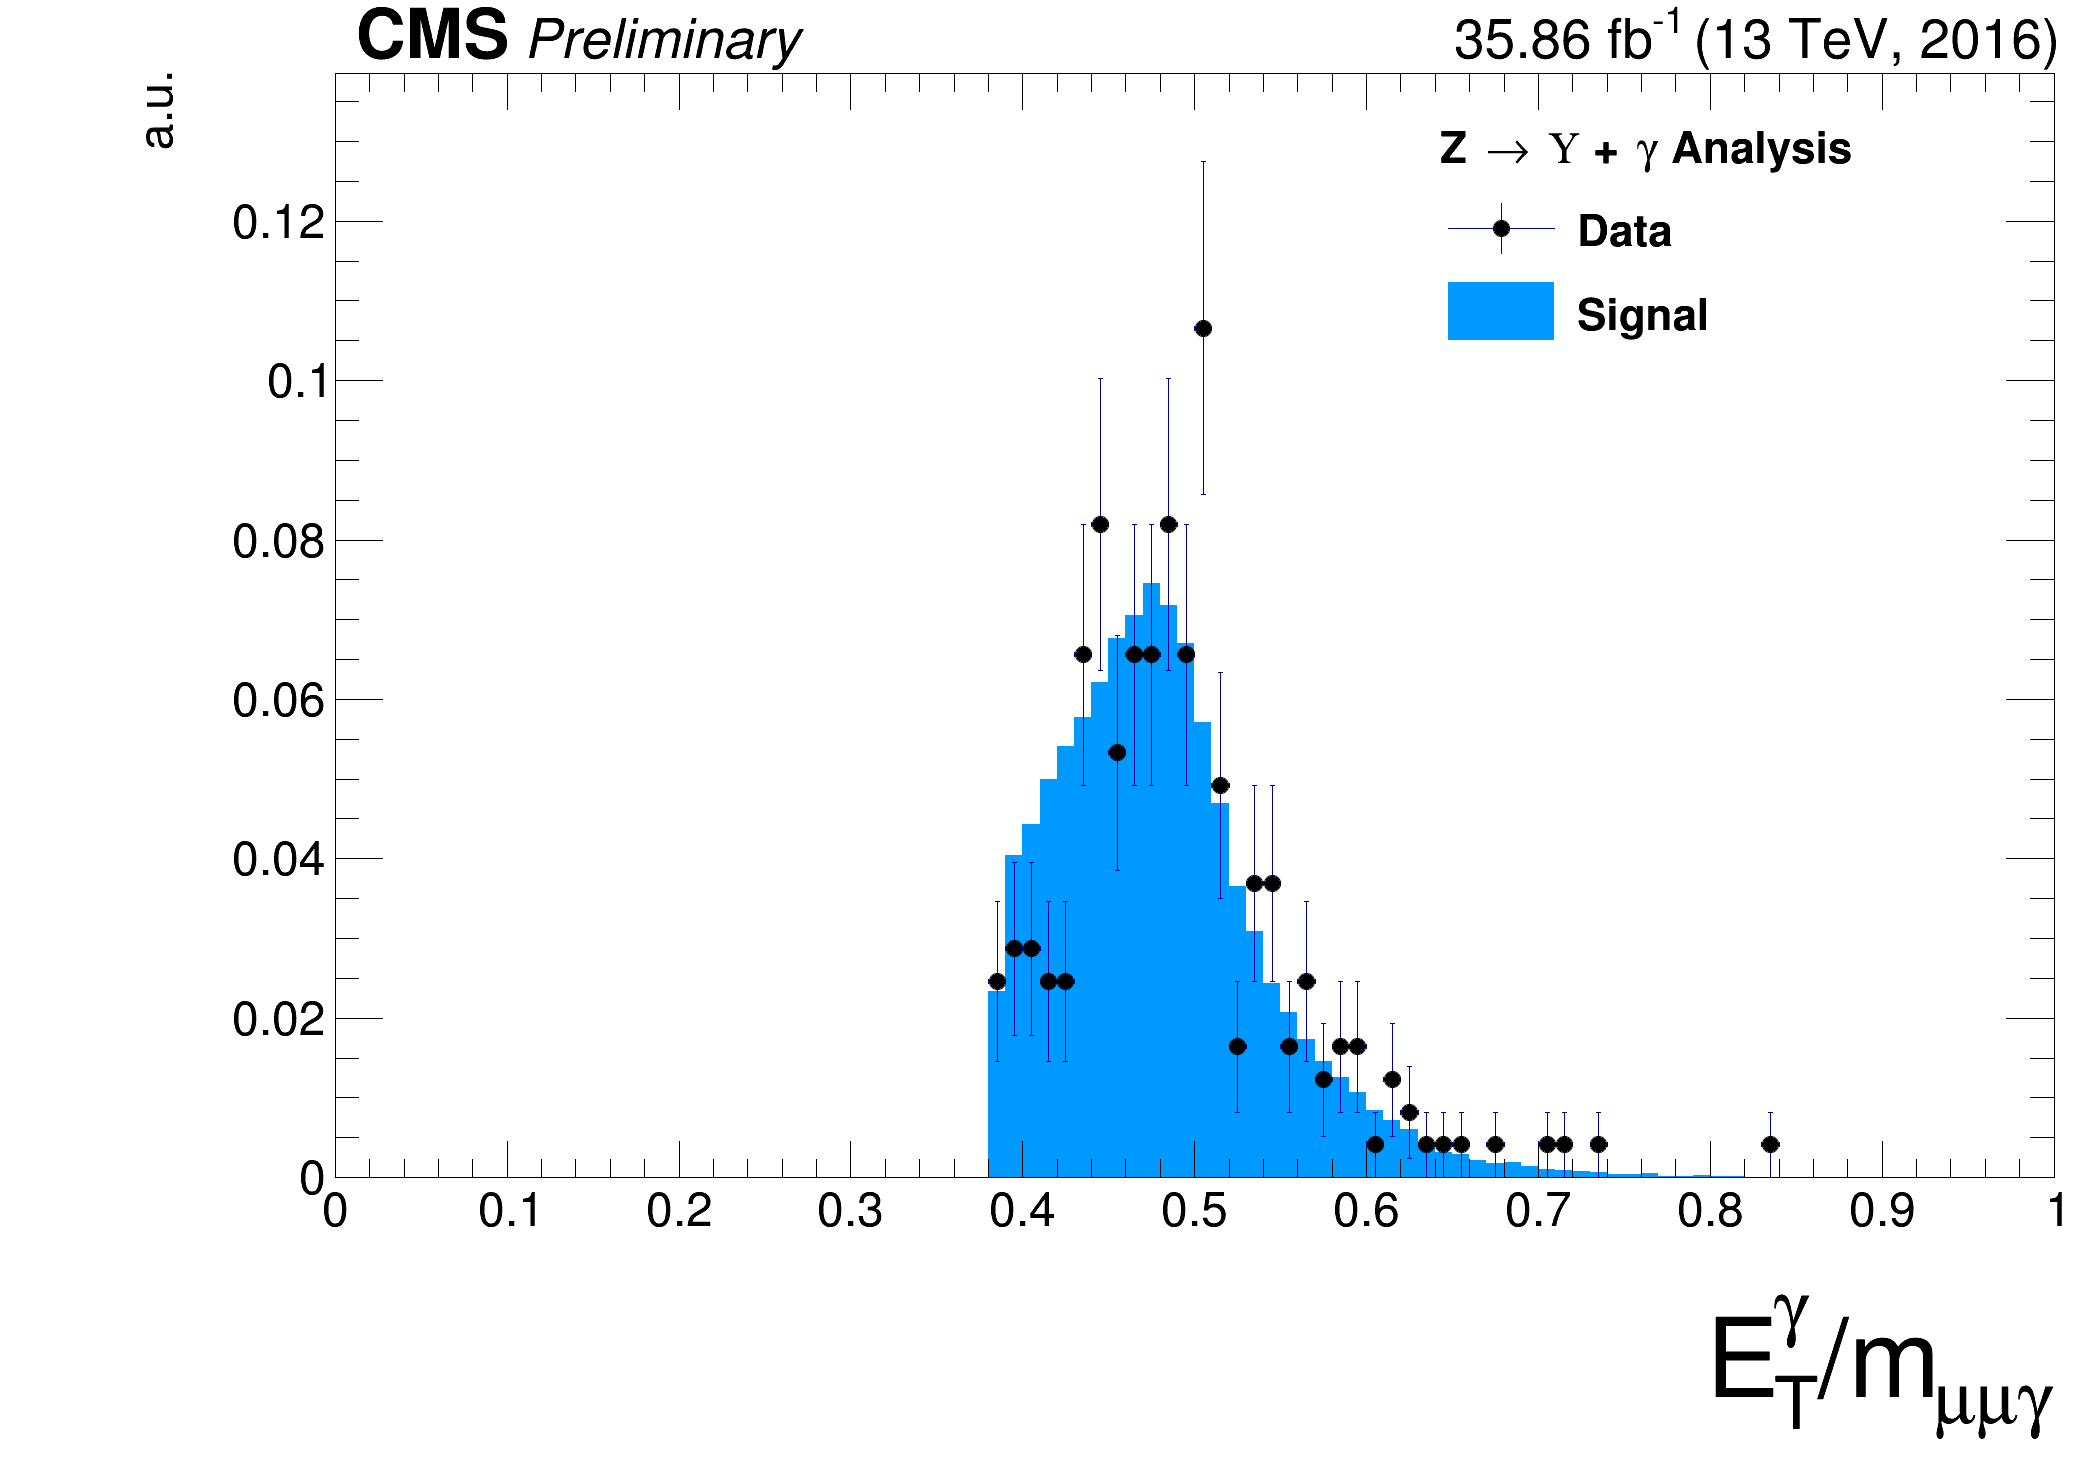 CMS Preliminary
35.86 fb⁻¹ (13 TeV, 2016)
a.u.
Z → Υ + γ Analysis
Data
Signal
0.12
0.1
0.08
0.06
0.04
0.02
0
0 0.1 0.2 0.3 0.4 0.5 0.6 0.7 0.8 0.9 1
E_T^γ/m_μμγ